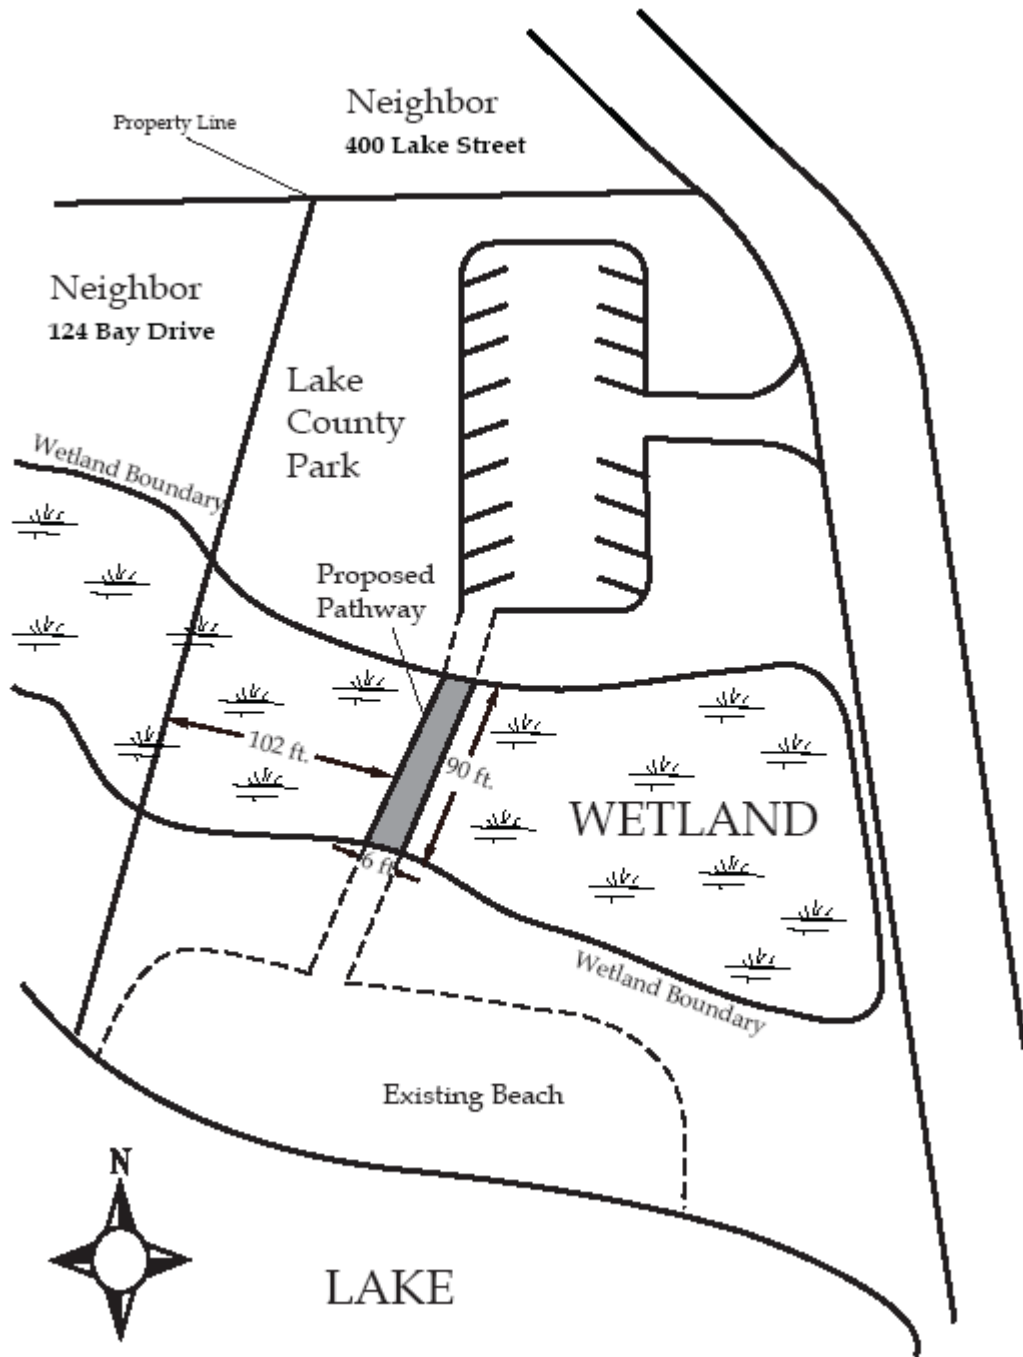 Neighbor
400 Lake Street
Property Line
Neighbor
124 Bay Drive
Lake
County
Park
Wetland Boundary
Proposed
Pathway
102 ft.
90 ft.
WETLAND
6 ft.
Wetland Boundary
Existing Beach
N
LAKE